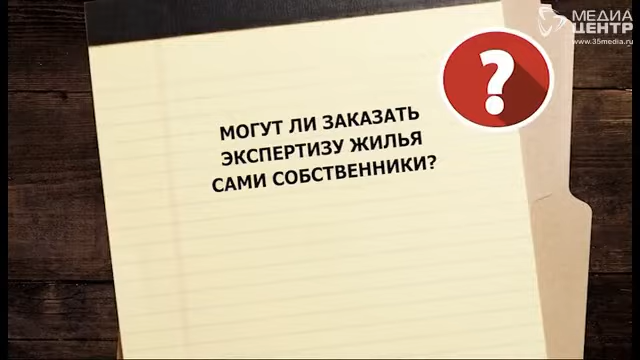 МЕДИА
ЦЕНТР
www.35media.ru
?
МОГУТ ЛИ ЗАКАЗАТЬ
ЭКСПЕРТИЗУ ЖИЛЬЯ
САМИ СОБСТВЕННИКИ?